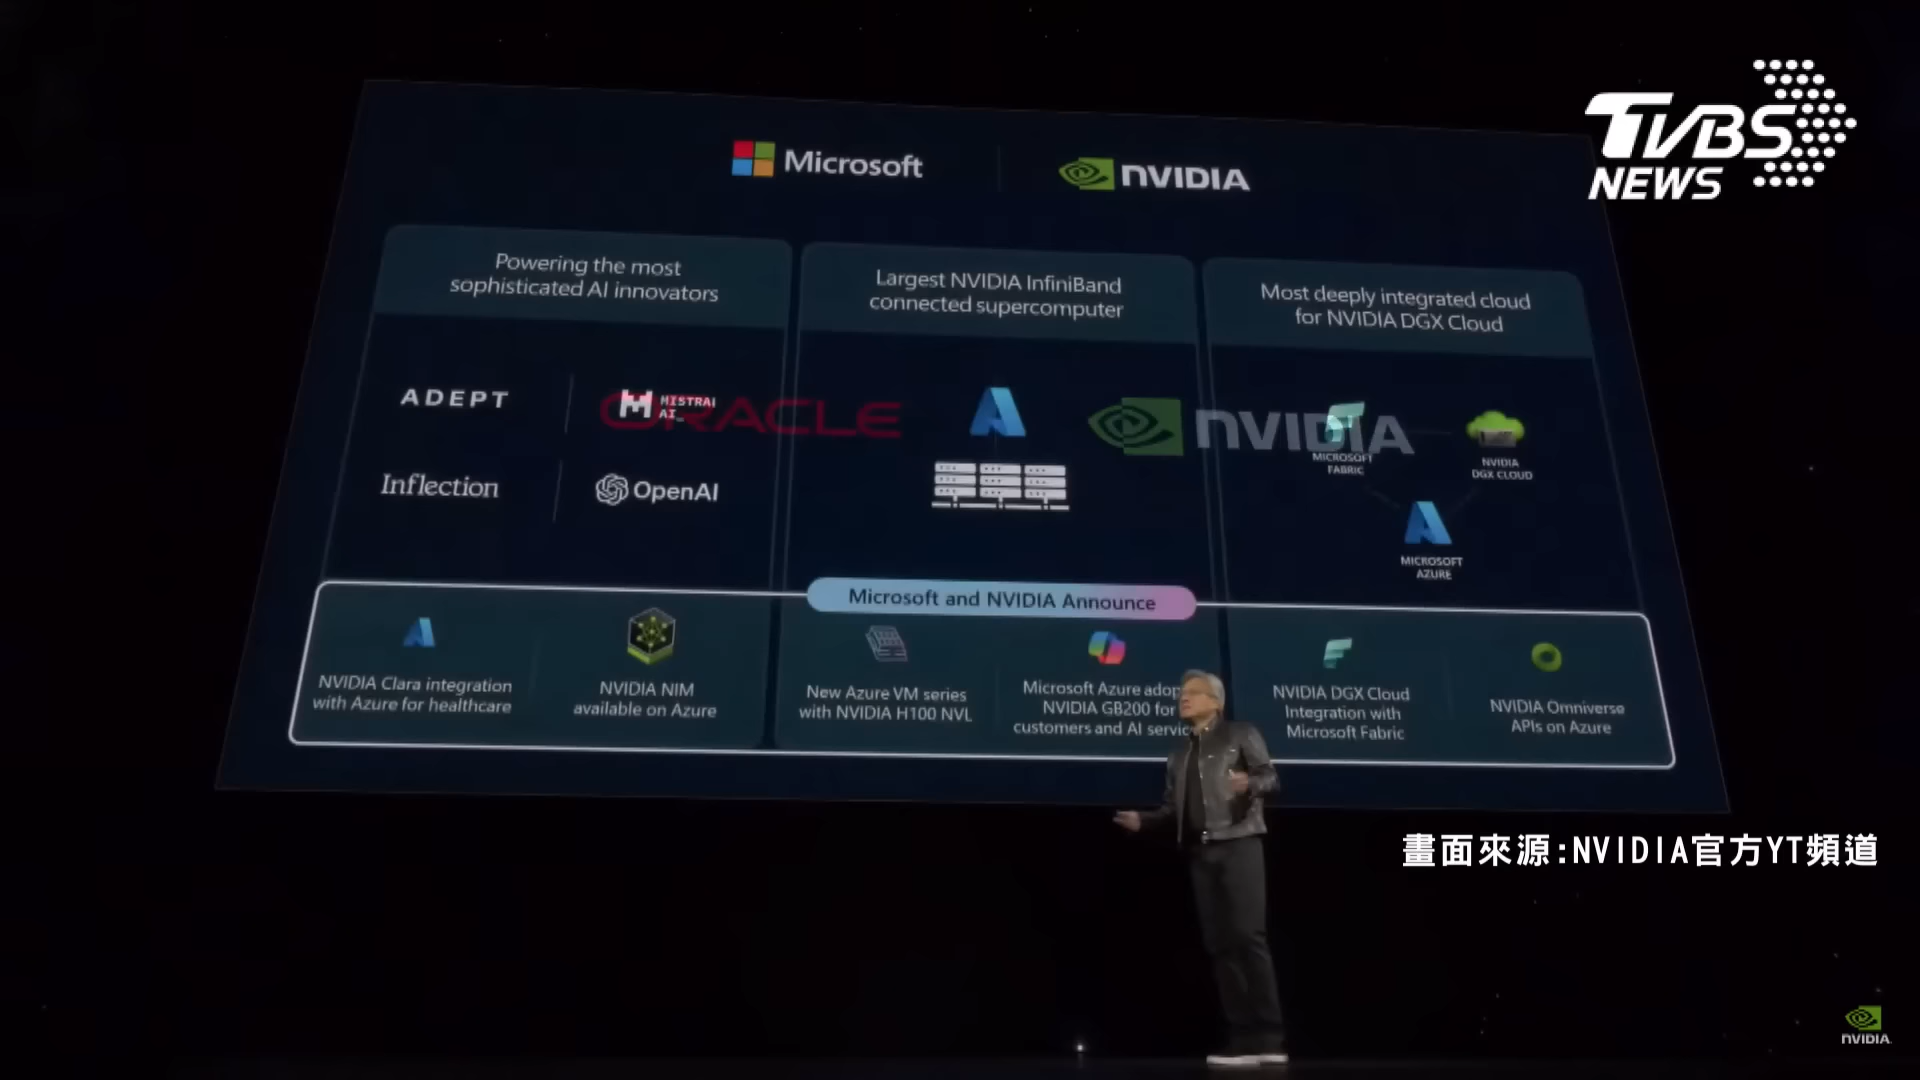 TVBS
NEWS
Microsoft
NVIDIA
Powering the most
sophisticated AI innovators
Largest NVIDIA InfiniBand
connected supercomputer
Most deeply integrated cloud
for NVIDIA DGX Cloud
ADEPT
MISTRAL
AI_
ORACLE
NVIDIA
Inflection
OpenAI
MICROSOFT
FABRIC
NVIDIA
DGX CLOUD
MICROSOFT
AZURE
Microsoft and NVIDIA Announce
NVIDIA Clara integration
with Azure for healthcare
NVIDIA NIM
available on Azure
New Azure VM series
with NVIDIA H100 NVL
Microsoft Azure adop
NVIDIA GB200 for
customers and AI servic
NVIDIA DGX Cloud
Integration with
Microsoft Fabric
NVIDIA Omniverse
APIs on Azure
畫面來源:NVIDIA官方YT頻道
NVIDIA